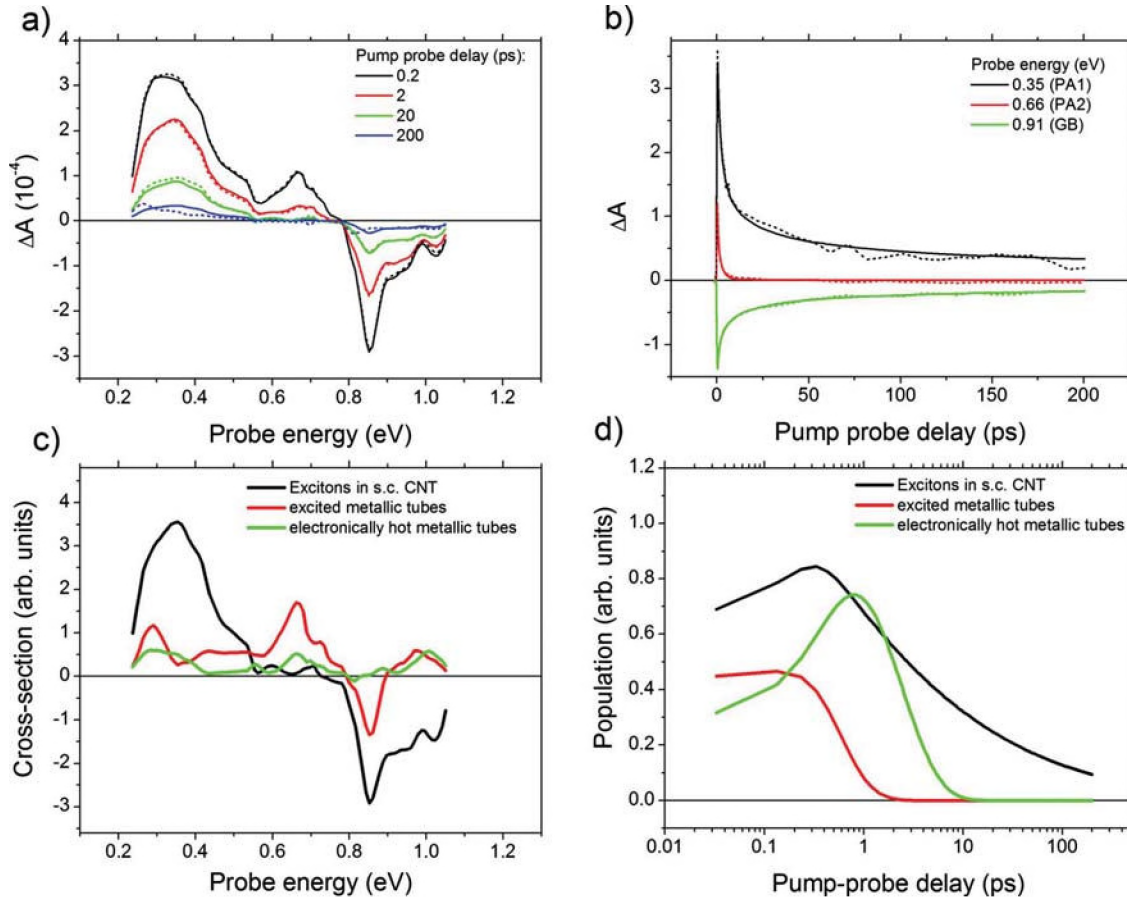 a)
Pump probe delay (ps):
0.2
2
20
200
4
3
2
1
0
-1
-2
-3
ΔA (10⁻⁴)
0.2 0.4 0.6 0.8 1.0 1.2
Probe energy (eV)
b)
Probe energy (eV)
0.35 (PA1)
0.66 (PA2)
0.91 (GB)
3
2
1
0
-1
ΔA
0 50 100 150 200
Pump probe delay (ps)
c)
Excitons in s.c. CNT
excited metallic tubes
electronically hot metallic tubes
4
3
2
1
0
-1
-2
-3
Cross-section (arb. units)
0.2 0.4 0.6 0.8 1.0 1.2
Probe energy (eV)
d)
Excitons in s.c. CNT
excited metallic tubes
electronically hot metallic tubes
1.2
1.0
0.8
0.6
0.4
0.2
0.0
Population (arb. units)
0.01 0.1 1 10 100
Pump-probe delay (ps)